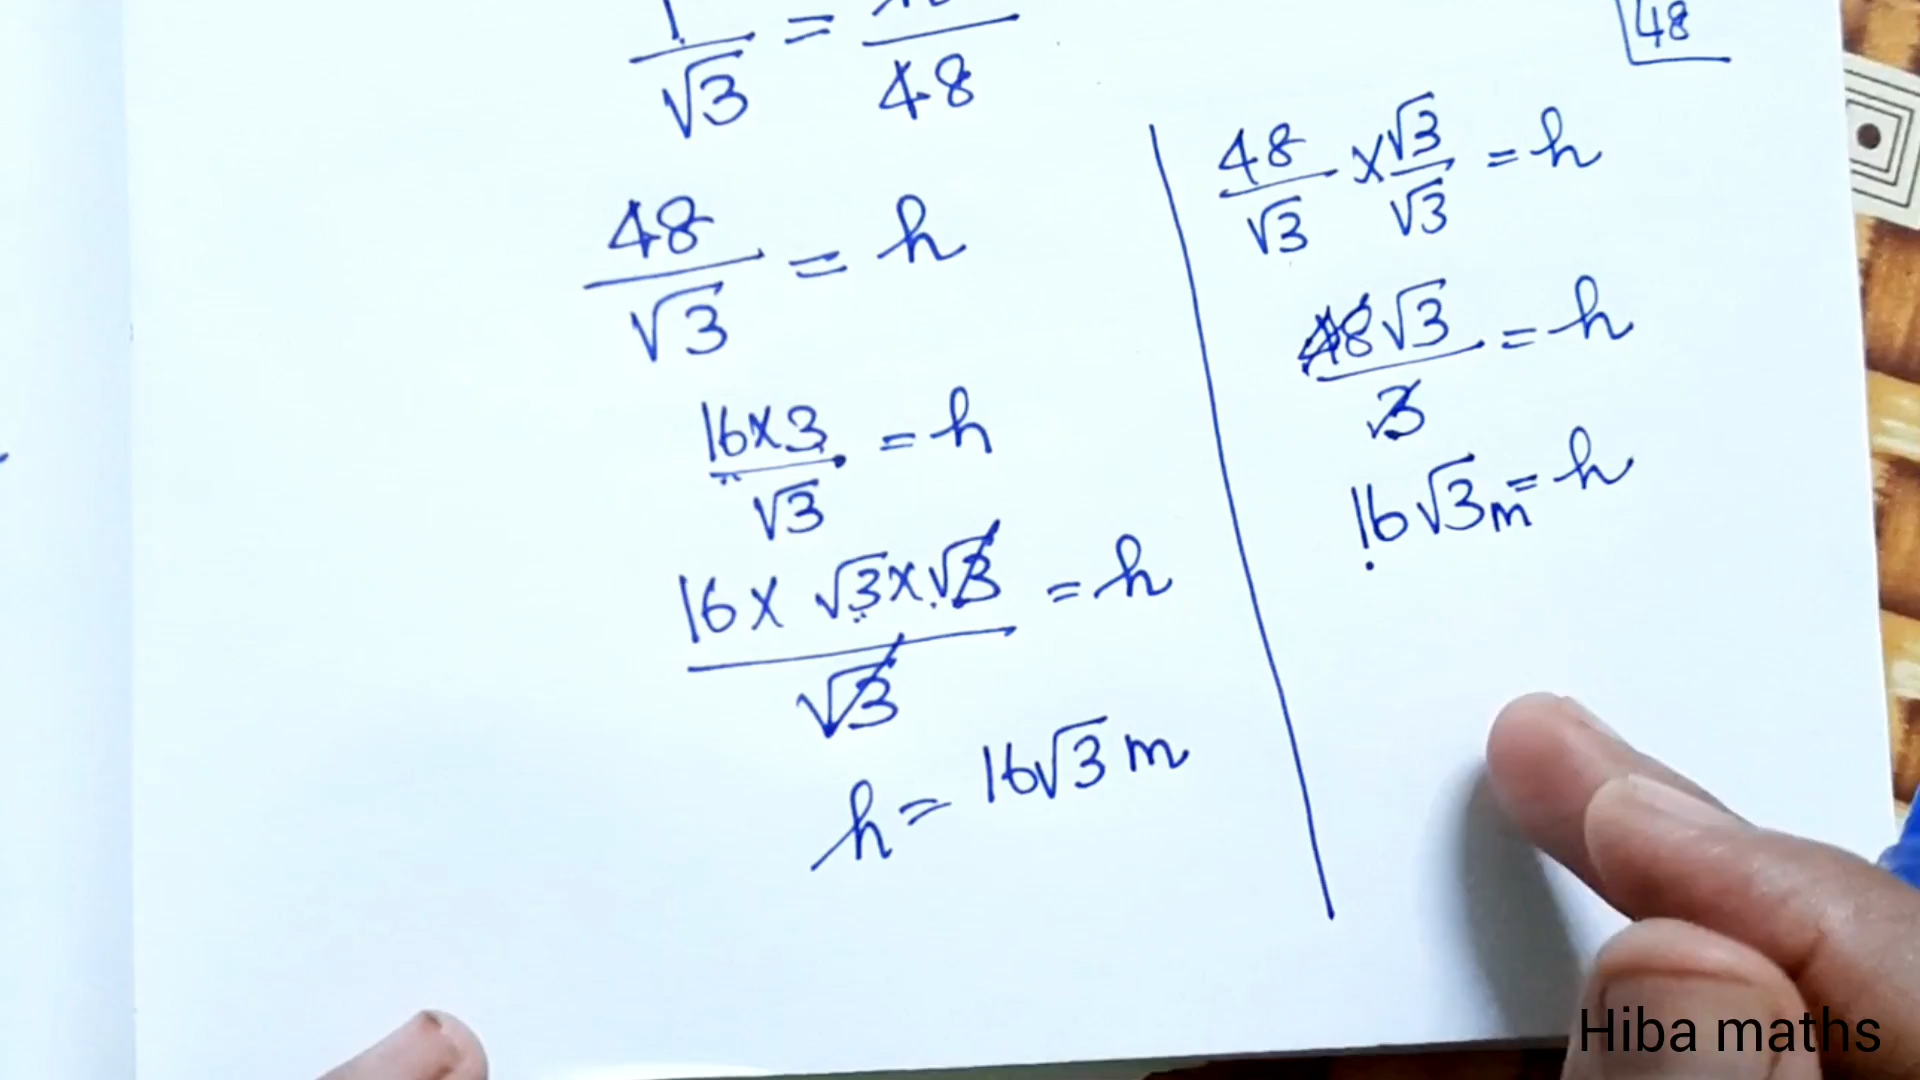 1/√3 = /48
48/√3 = h
16×3/√3 = h
16× √3×√3/√3 = h
h = 16√3 m
48
48/√3 ×√3/√3 = h
48√3/3 = h
16√3m = h
Hiba maths